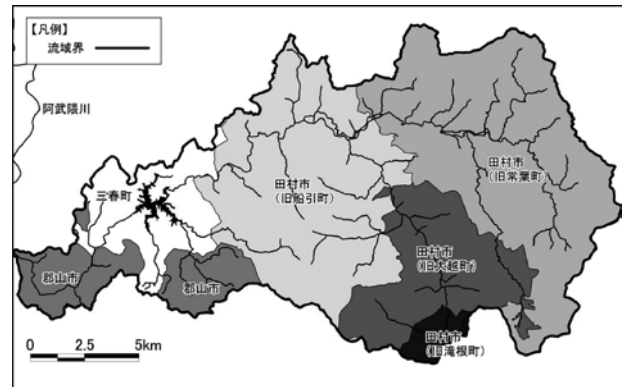 【凡例】
流域界
阿武隈川
三春町
田村市
(旧船引町)
田村市
(旧常葉町)
田村市
(旧大越町)
郡山市
郡山市
田村市
(旧滝根町)
0 2.5 5km